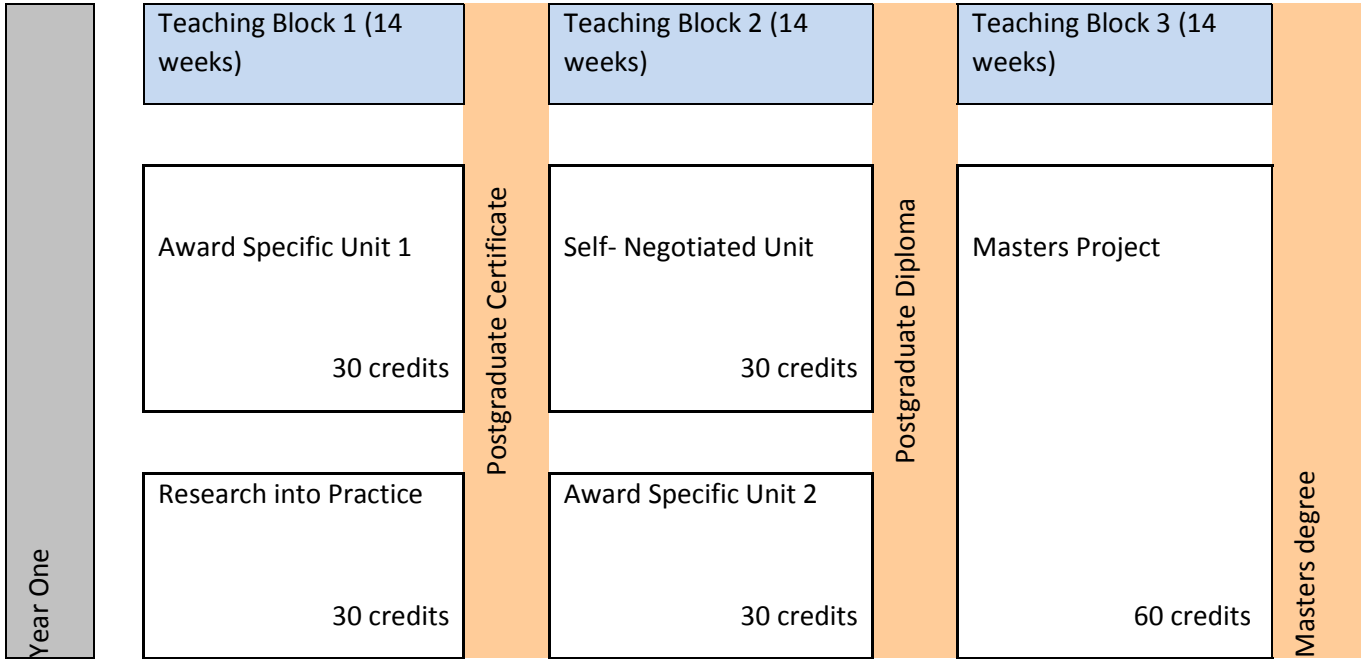 Teaching Block 1 (14
weeks)
Teaching Block 2 (14
weeks)
Teaching Block 3 (14
weeks)
Year One
Award Specific Unit 1
30 credits
Research into Practice
30 credits
Postgraduate Certificate
Self- Negotiated Unit
30 credits
Award Specific Unit 2
30 credits
Postgraduate Diploma
Masters Project
60 credits
Masters degree